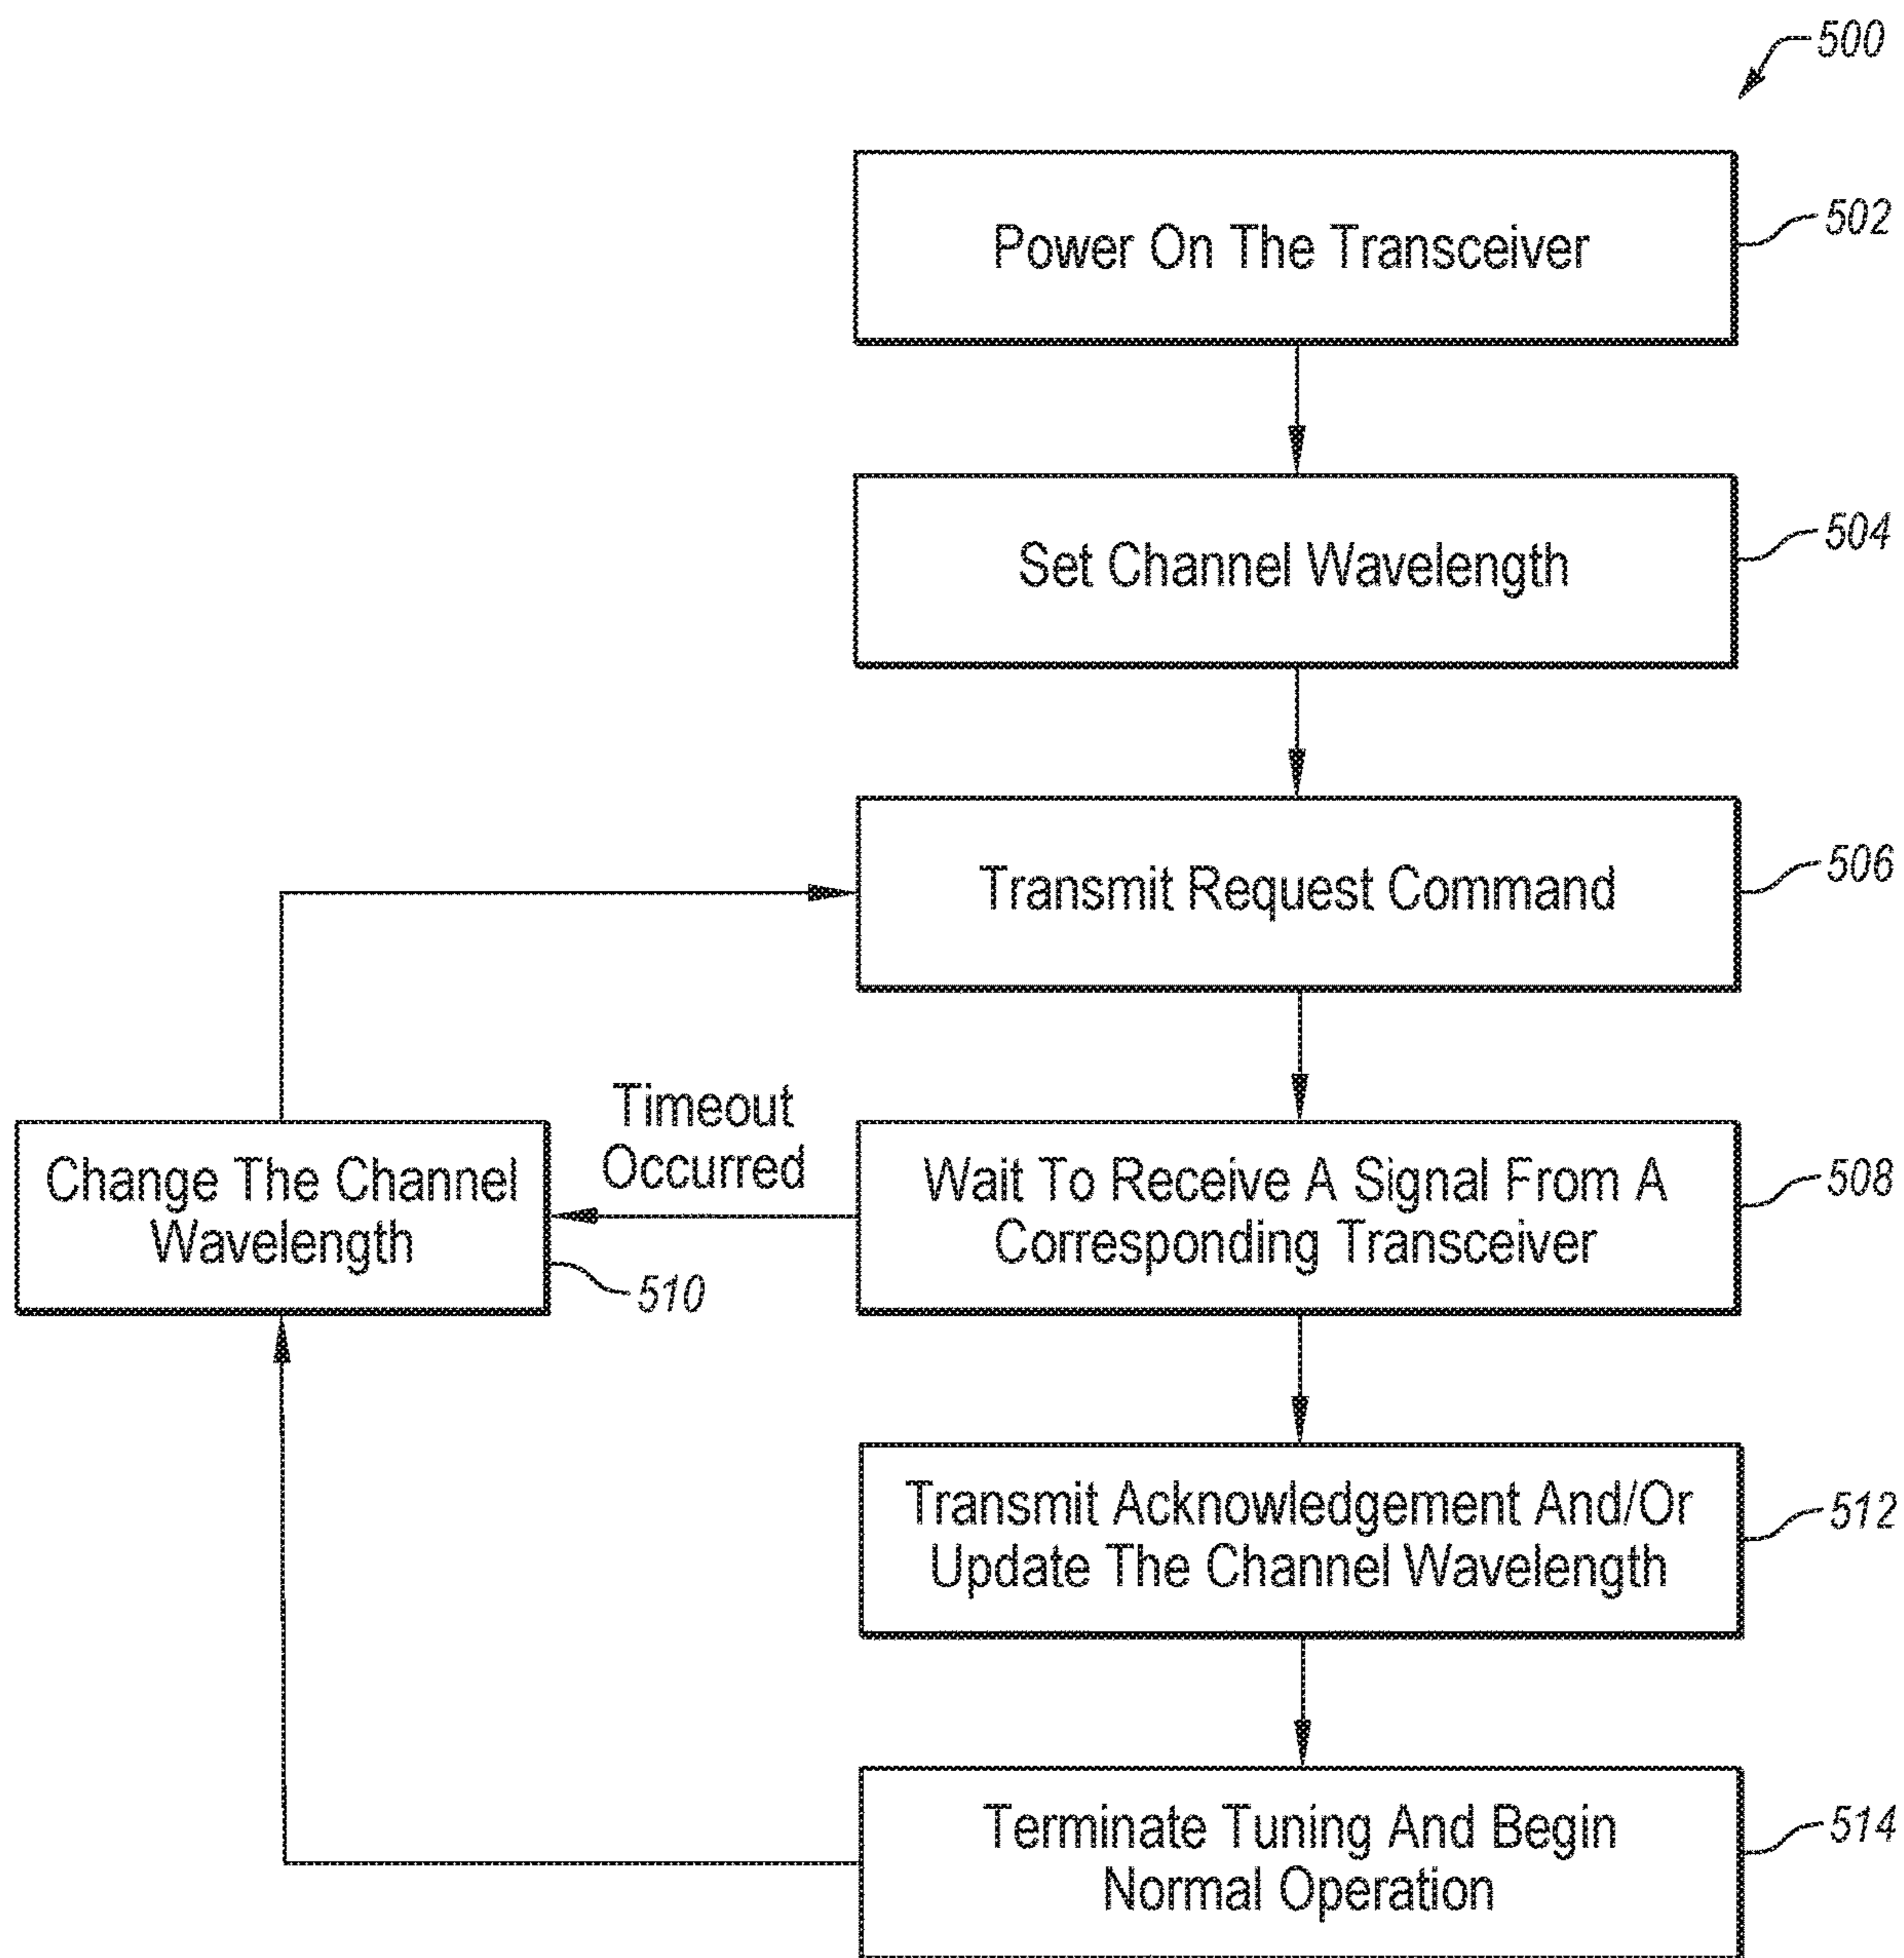 500
Power On The Transceiver
502
Set Channel Wavelength
504
Transmit Request Command
506
Timeout
Occurred
Change The Channel
Wavelength
510
Wait To Receive A Signal From A
Corresponding Transceiver
508
Transmit Acknowledgement And/Or
Update The Channel Wavelength
512
Terminate Tuning And Begin
Normal Operation
514